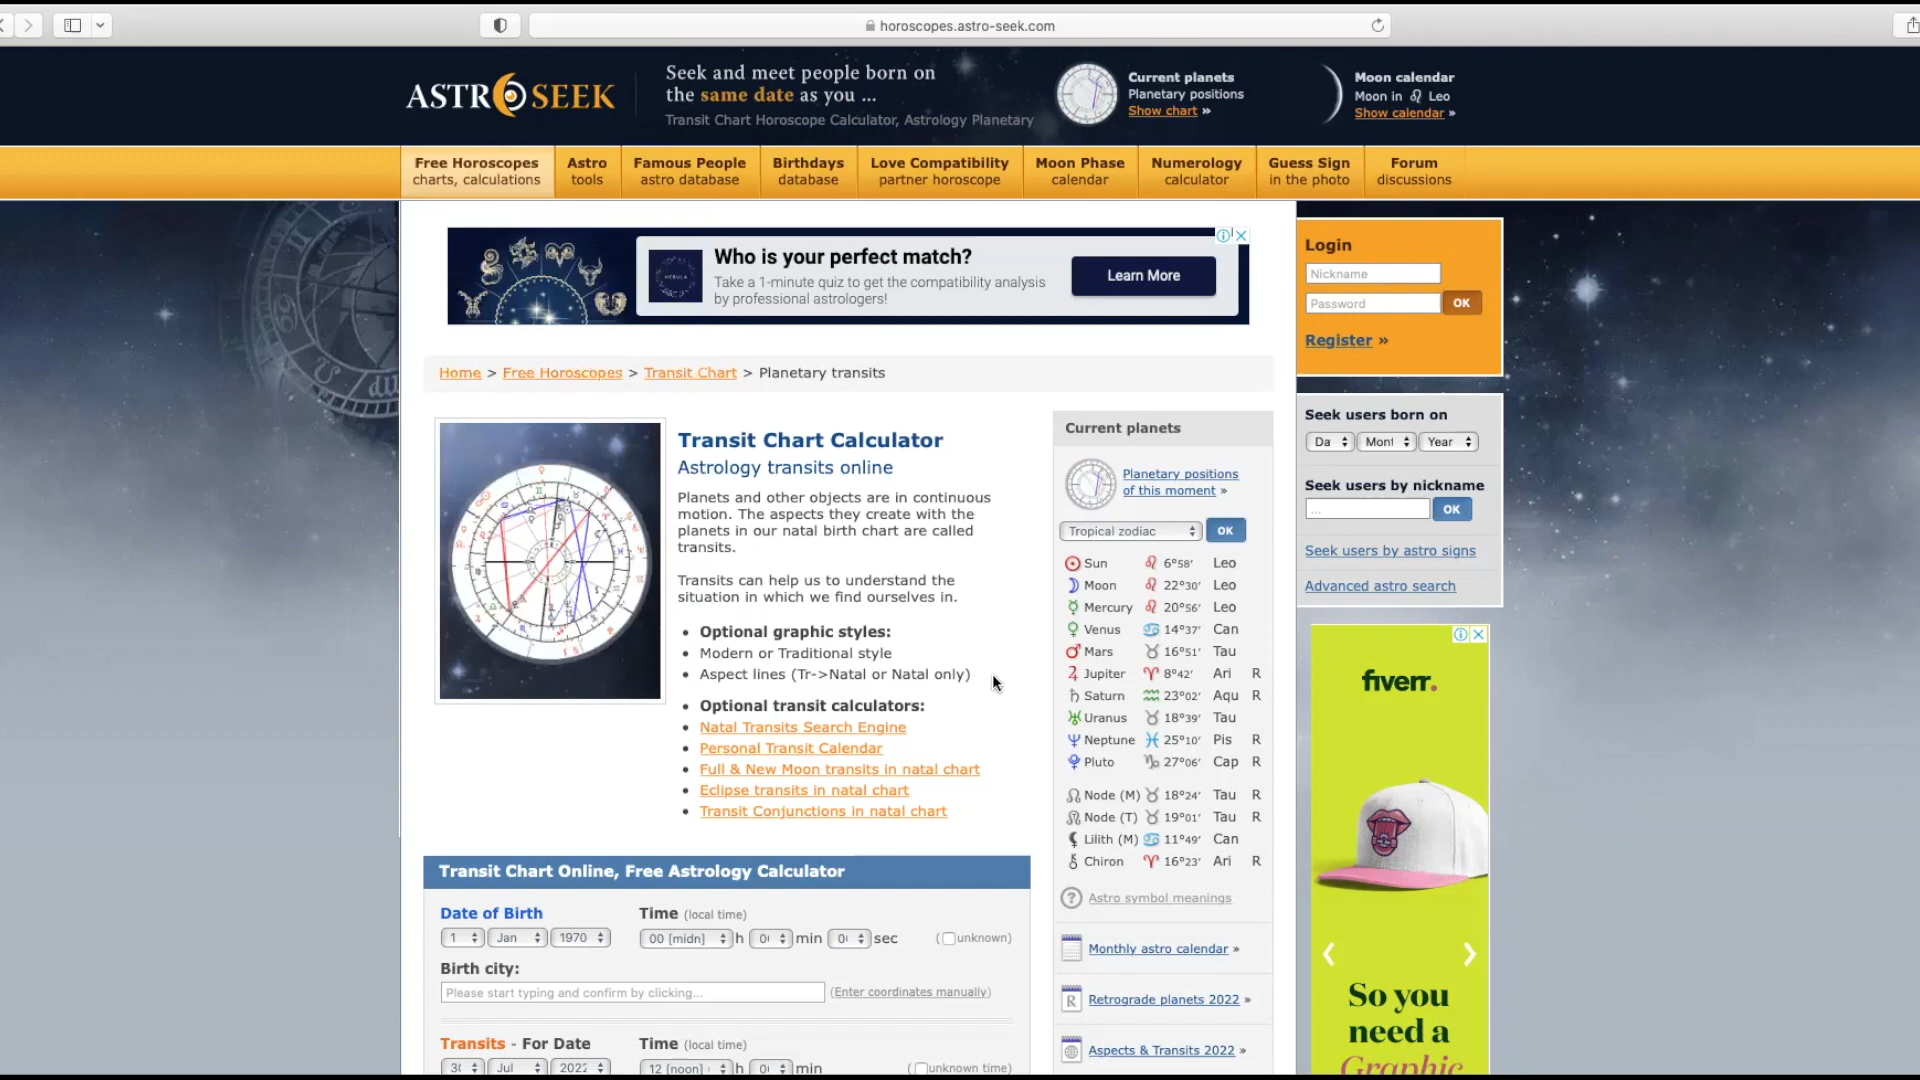 horoscopes.astro-seek.com
ASTRO SEEK
Seek and meet people born on
the same date as you ...
Transit Chart Horoscope Calculator, Astrology Planetary
Current planets
Planetary positions
Show chart »
Moon calendar
Moon in ♌ Leo
Show calendar »
Free Horoscopes
charts, calculations
Astro
tools
Famous People
astro database
Birthdays
database
Love Compatibility
partner horoscope
Moon Phase
calendar
Numerology
calculator
Guess Sign
in the photo
Forum
discussions
NEBULA
Who is your perfect match?
Take a 1-minute quiz to get the compatibility analysis
by professional astrologers!
Learn More
Login
Nickname
Password
OK
Register »
Home > Free Horoscopes > Transit Chart > Planetary transits
Transit Chart Calculator
Astrology transits online
Planets and other objects are in continuous
motion. The aspects they create with the
planets in our natal birth chart are called
transits.
Transits can help us to understand the
situation in which we find ourselves in.
• Optional graphic styles:
• Modern or Traditional style
• Aspect lines (Tr->Natal or Natal only)
• Optional transit calculators:
• Natal Transits Search Engine
• Personal Transit Calendar
• Full & New Moon transits in natal chart
• Eclipse transits in natal chart
• Transit Conjunctions in natal chart
Current planets
Planetary positions
of this moment »
Tropical zodiac
OK
☉ Sun ♌ 6°58' Leo
☽ Moon ♌ 22°30' Leo
☿ Mercury ♌ 20°56' Leo
♀ Venus ♋ 14°37' Can
♂ Mars ♉ 16°51' Tau
♃ Jupiter ♈ 8°42' Ari R
♄ Saturn ♒ 23°02' Aqu R
♅ Uranus ♉ 18°39' Tau
♆ Neptune ♓ 25°10' Pis R
♇ Pluto ♑ 27°06' Cap R
☊ Node (M) ♉ 18°24' Tau R
☊ Node (T) ♉ 19°01' Tau R
⚸ Lilith (M) ♋ 11°49' Can
⚷ Chiron ♈ 16°23' Ari R
? Astro symbol meanings
Monthly astro calendar »
R Retrograde planets 2022 »
Aspects & Transits 2022 »
Seek users born on
Da Mont Year
Seek users by nickname
...
OK
Seek users by astro signs
Advanced astro search
fiverr.
So you
need a
Graphic
Transit Chart Online, Free Astrology Calculator
Date of Birth
Time (local time)
1 Jan 1970
00 [midn] h 0 min 0 sec
(unknown)
Birth city:
Please start typing and confirm by clicking...
(Enter coordinates manually)
Transits - For Date
Time (local time)
30 Jul 2022
12 [noon] h 0 min
(unknown time)